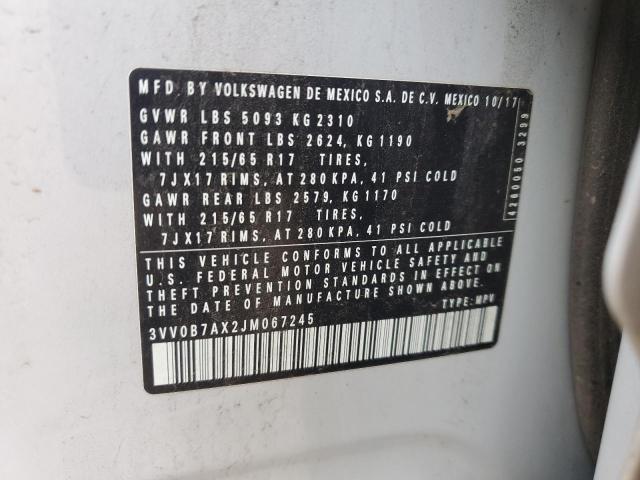 MFD BY VOLKSWAGEN DE MEXICO S.A. DE C.V. MEXICO 10/17
GVWR LBS 5093 KG 2310
GAWR FRONT LBS 2624, KG 1190
WITH 215/65 R17 TIRES,
7JX17 RIMS, AT 280 KPA, 41 PSI COLD
GAWR REAR LBS 2579, KG 1170
WITH 215/65 R17 TIRES,
7JX17 RIMS, AT 280 KPA, 41 PSI COLD
THIS VEHICLE CONFORMS TO ALL APPLICABLE
U.S. FEDERAL MOTOR VEHICLE SAFETY AND
THEFT PREVENTION STANDARDS IN EFFECT ON
THE DATE OF MANUFACTURE SHOWN ABOVE.
3VV0B7AX2JM067245 TYPE: MPV
4280050 3299